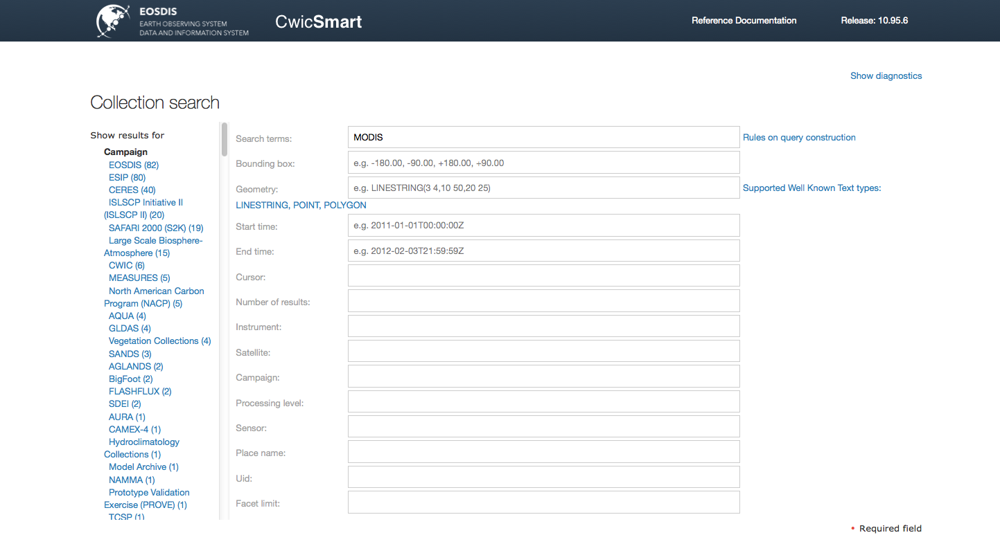 EOSDIS
EARTH OBSERVING SYSTEM
DATA AND INFORMATION SYSTEM
CwicSmart
Reference Documentation
Release: 10.95.6
Show diagnostics
Collection search
Show results for
Campaign
EOSDIS (82)
ESIP (80)
CERES (40)
ISLSCP Initiative II
(ISLSCP II) (20)
SAFARI 2000 (S2K) (19)
Large Scale Biosphere-
Atmosphere (15)
CWIC (6)
MEASURES (5)
North American Carbon
Program (NACP) (5)
AQUA (4)
GLDAS (4)
Vegetation Collections (4)
SANDS (3)
AGLANDS (2)
BigFoot (2)
FLASHFLUX (2)
SDEI (2)
AURA (1)
CAMEX-4 (1)
Hydroclimatology
Collections (1)
Model Archive (1)
NAMMA (1)
Prototype Validation
Exercise (PROVE) (1)
TCSP (1)
Search terms: MODIS Rules on query construction
Bounding box: e.g. -180.00, -90.00, +180.00, +90.00
Geometry: e.g. LINESTRING(3 4,10 50,20 25) Supported Well Known Text types:
LINESTRING, POINT, POLYGON
Start time: e.g. 2011-01-01T00:00:00Z
End time: e.g. 2012-02-03T21:59:59Z
Cursor:
Number of results:
Instrument:
Satellite:
Campaign:
Processing level:
Sensor:
Place name:
Uid:
Facet limit:
• Required field